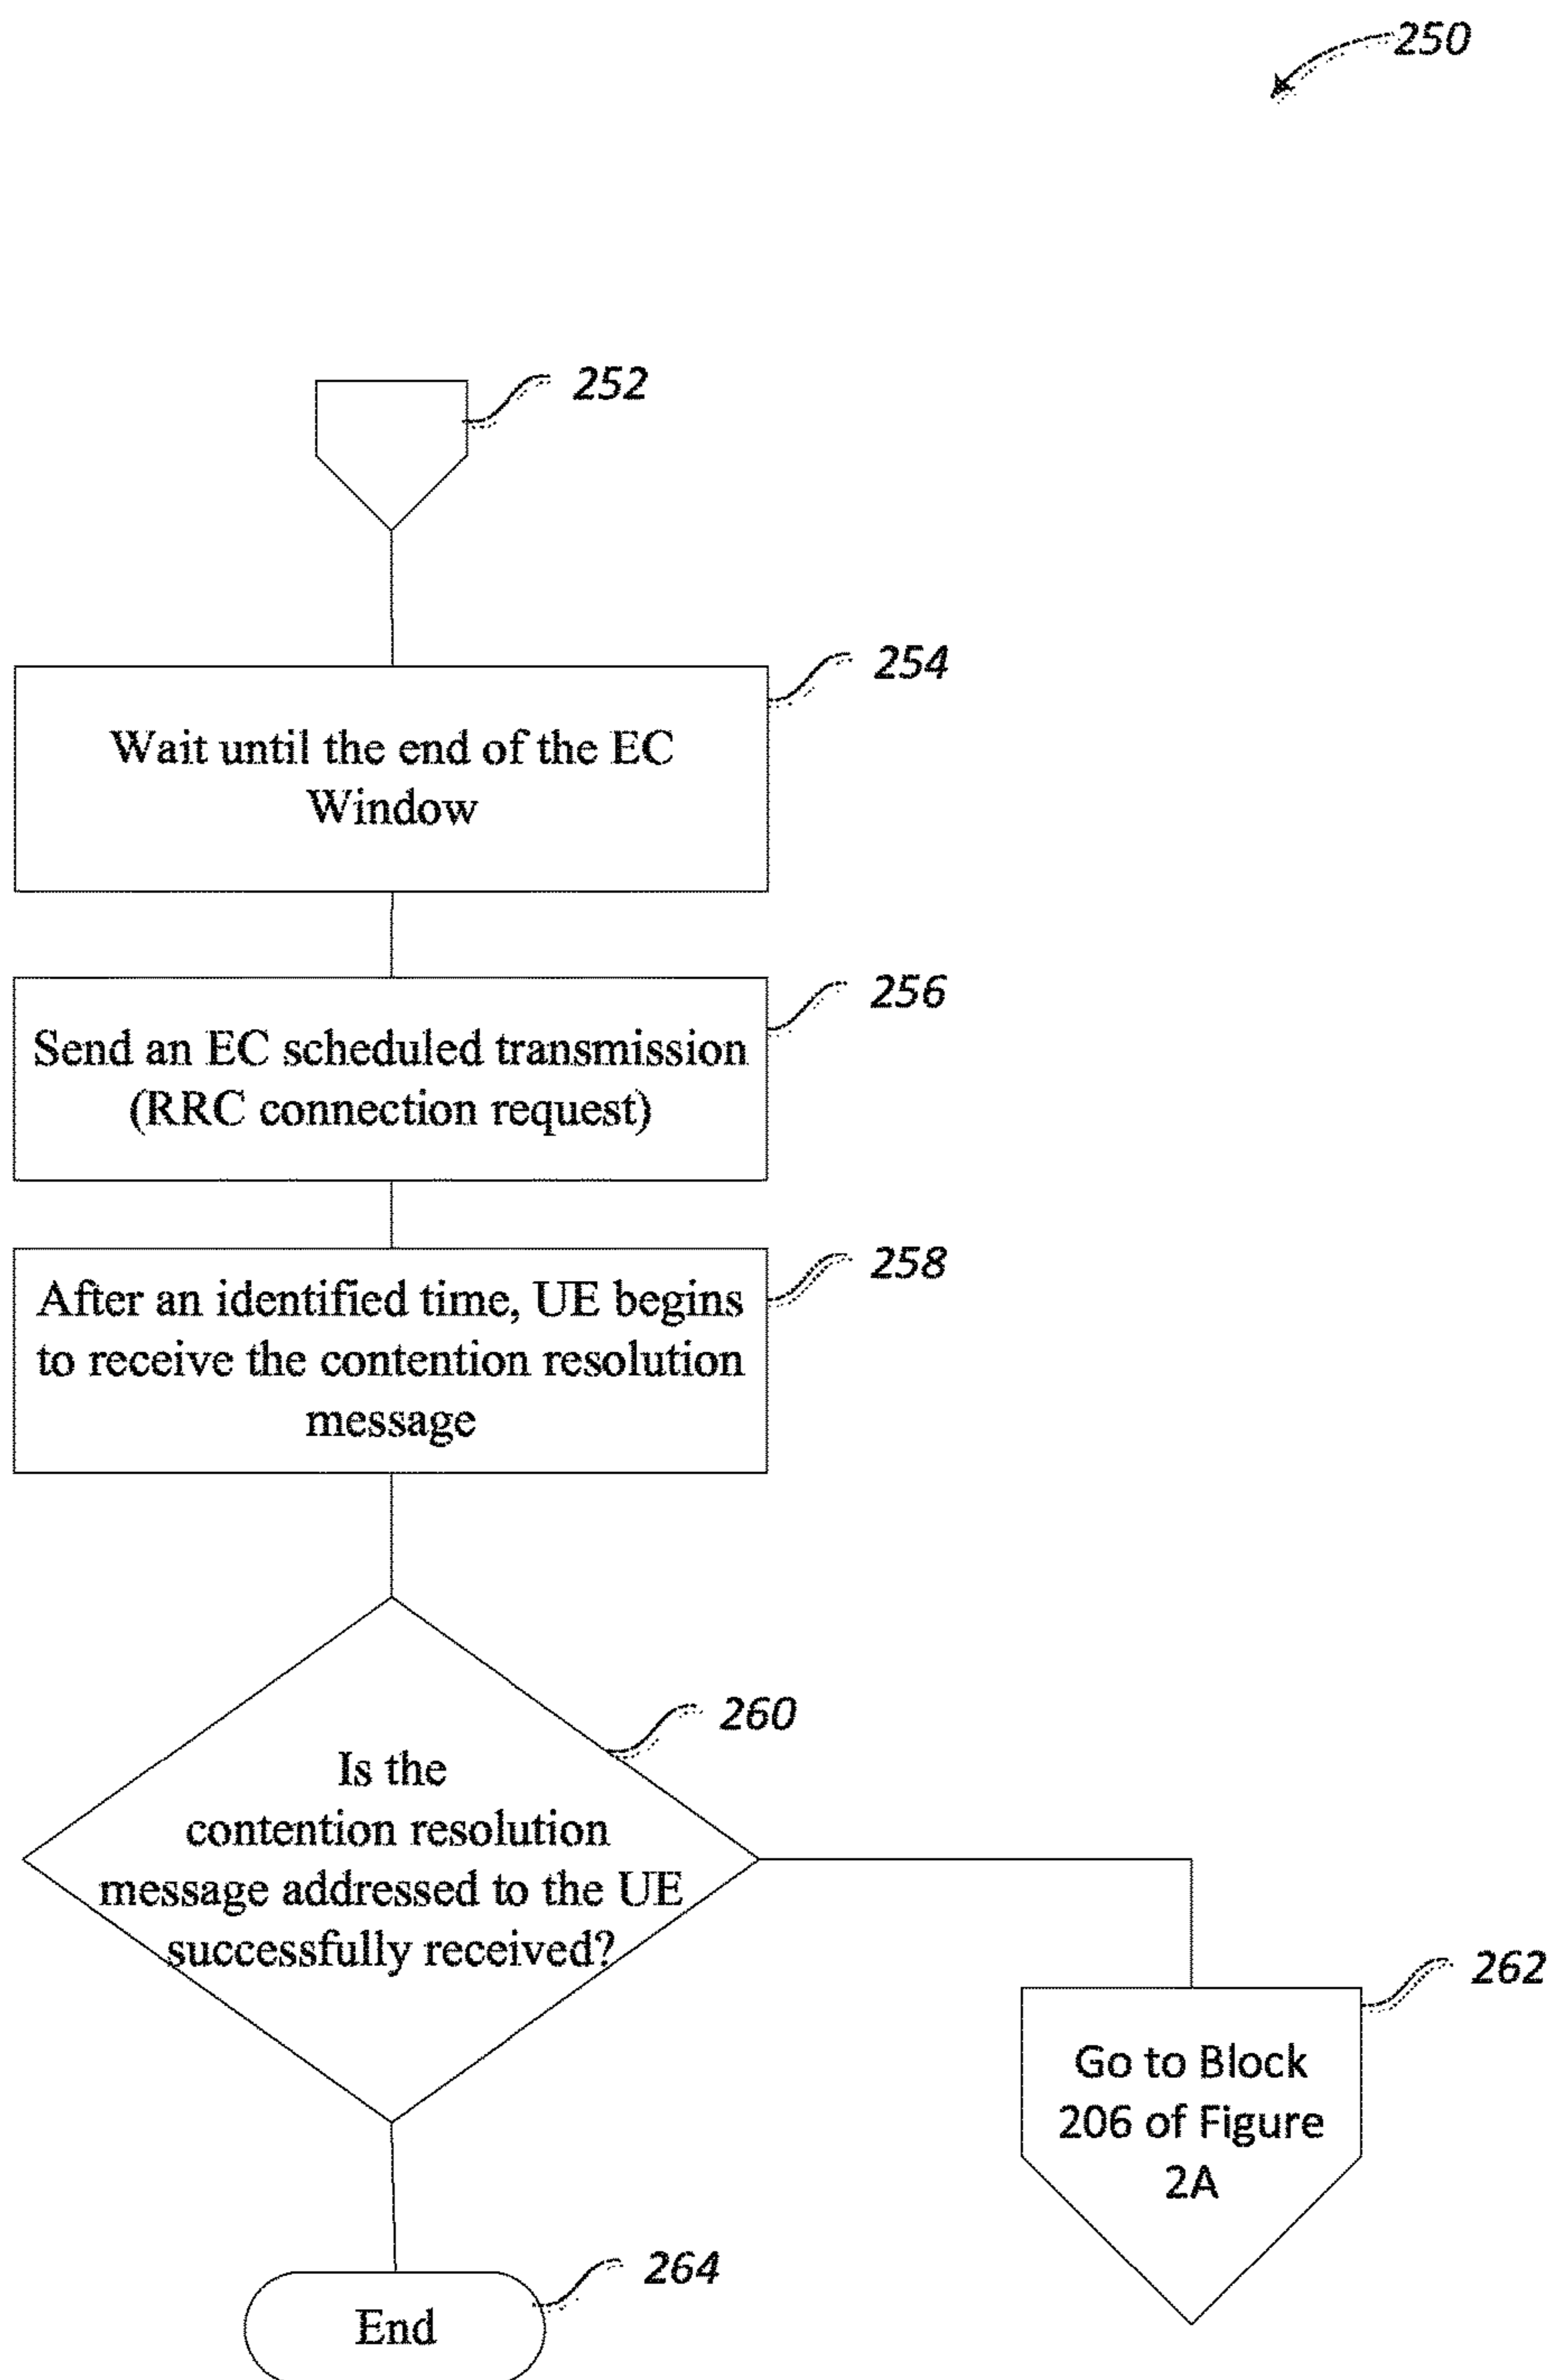 250
252
254
Wait until the end of the EC
Window
256
Send an EC scheduled transmission
(RRC connection request)
258
After an identified time, UE begins
to receive the contention resolution
message
260
Is the
contention resolution
message addressed to the UE
successfully received?
262
Go to Block
206 of Figure
2A
264
End